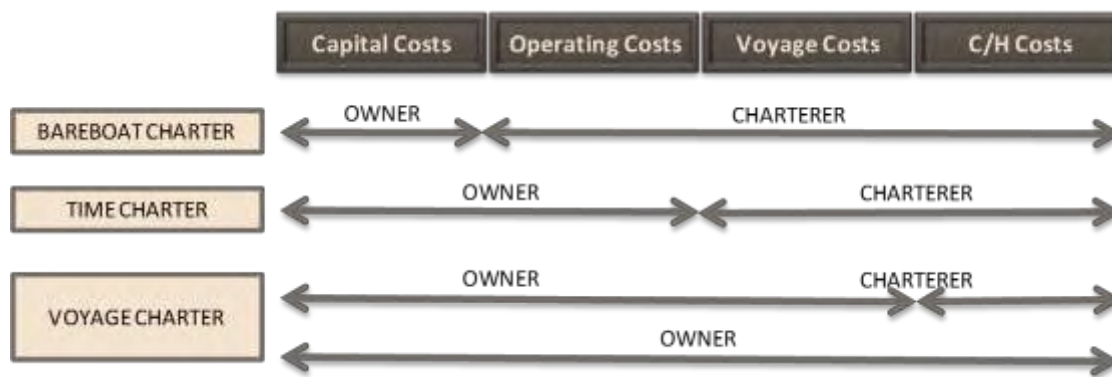 Capital Costs Operating Costs Voyage Costs C/H Costs
OWNER CHARTERER
BAREBOAT CHARTER
OWNER CHARTERER
TIME CHARTER
OWNER CHARTERER
VOYAGE CHARTER
OWNER